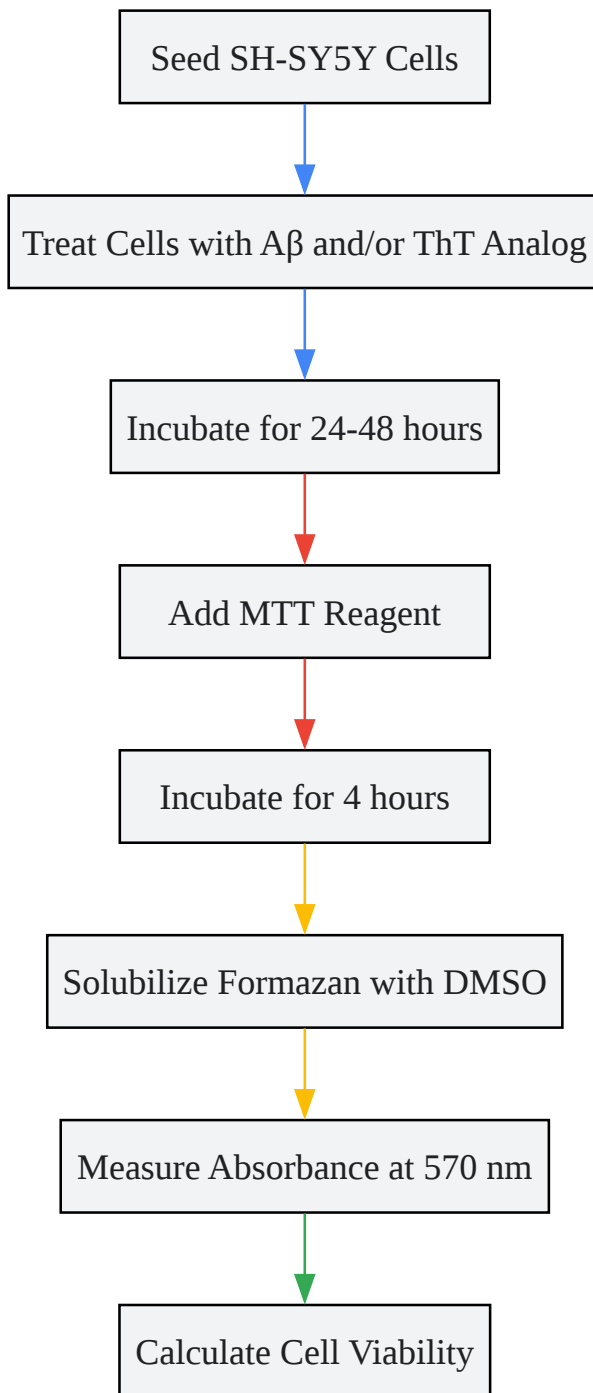 Seed SH-SY5Y Cells
Treat Cells with Aβ and/or ThT Analog
Incubate for 24-48 hours
Add MTT Reagent
Incubate for 4 hours
Solubilize Formazan with DMSO
Measure Absorbance at 570 nm
Calculate Cell Viability